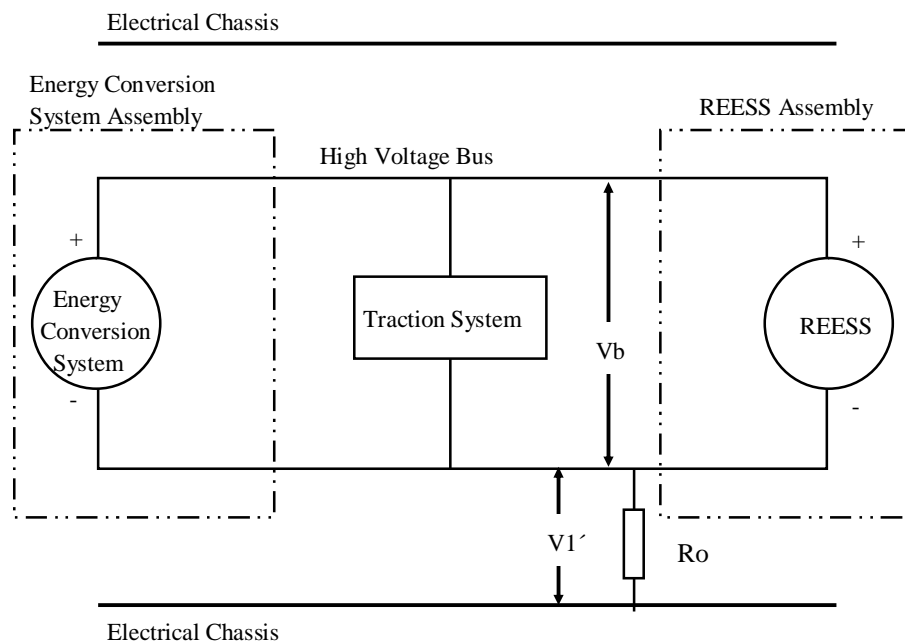 Electrical Chassis
Energy Conversion
System Assembly
REESS Assembly
High Voltage Bus
+
+
Energy
Conversion
System
Traction System
REESS
Vb
-
-
V1´
Ro
Electrical Chassis